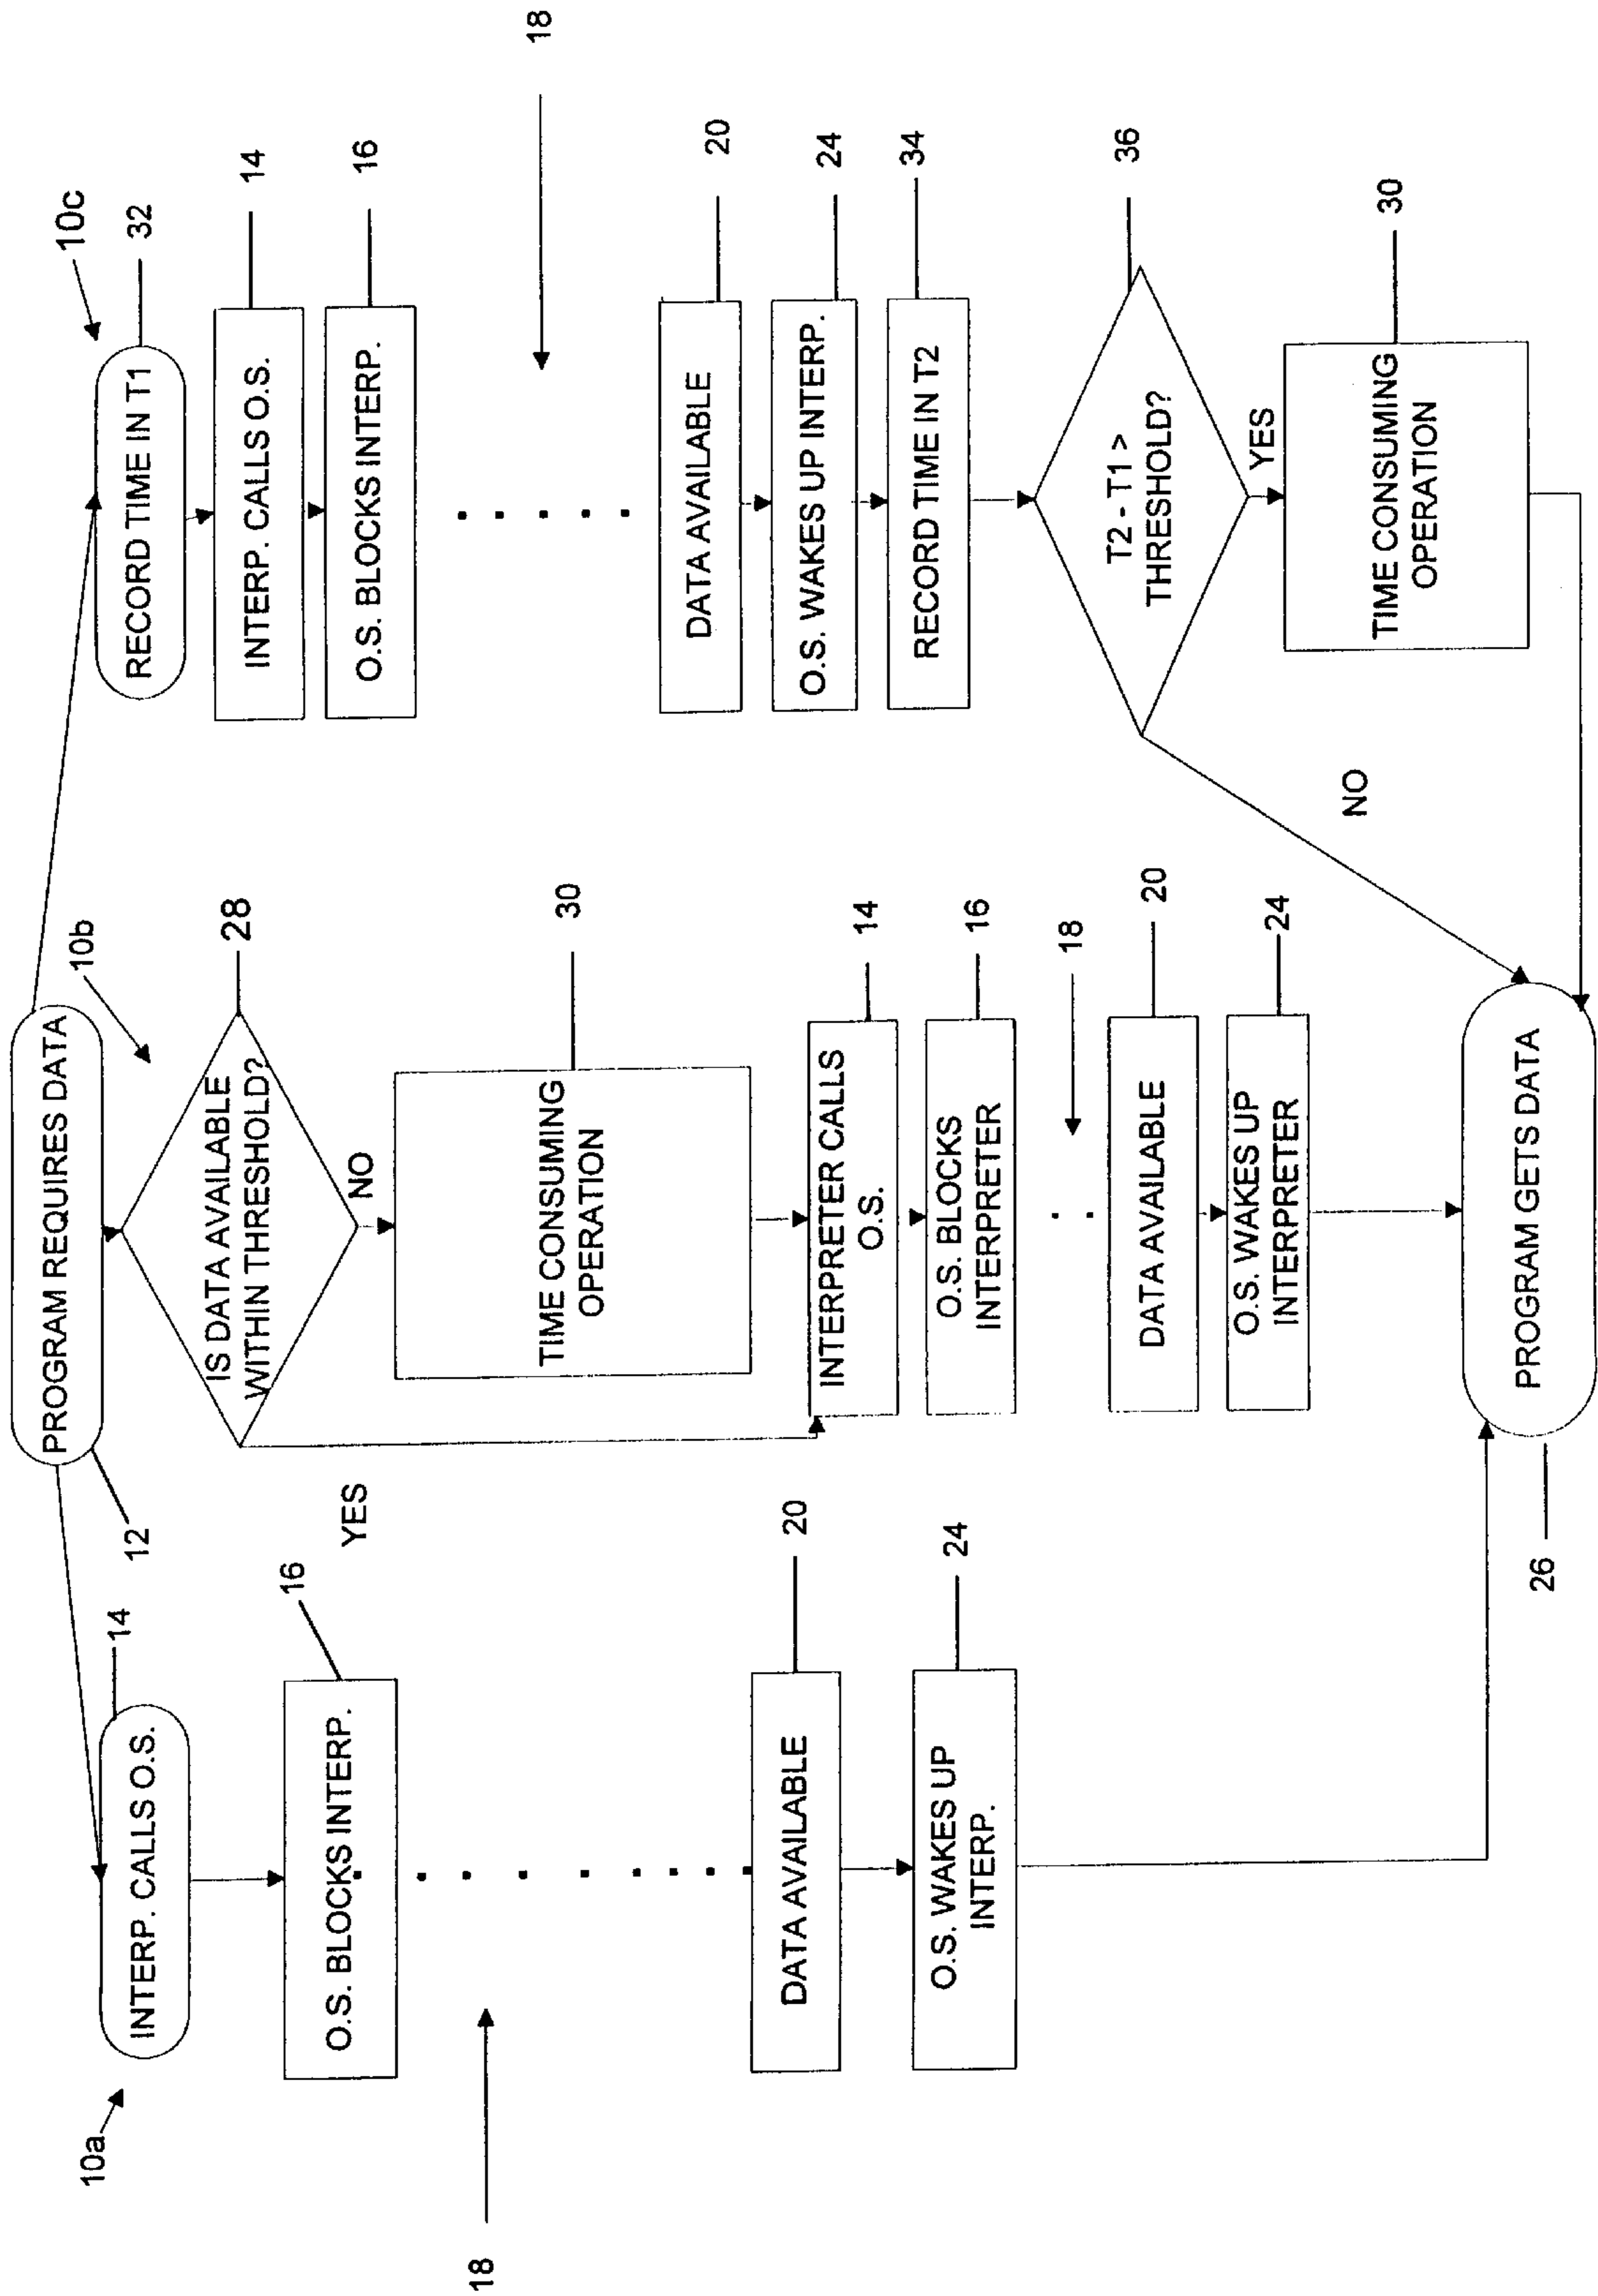 PROGRAM REQUIRES DATA
12
10a
INTERP. CALLS O.S.
14
O.S. BLOCKS INTERP.
16
18
DATA AVAILABLE
20
O.S. WAKES UP
INTERP.
24
10b
IS DATA AVAILABLE
WITHIN THRESHOLD?
28
YES
NO
TIME CONSUMING
OPERATION
30
INTERPRETER CALLS
O.S.
14
O.S. BLOCKS
INTERPRETER
16
18
DATA AVAILABLE
20
O.S. WAKES UP
INTERPRETER
24
10c
RECORD TIME IN T1
32
INTERP. CALLS O.S.
14
O.S. BLOCKS INTERP.
16
18
DATA AVAILABLE
20
O.S. WAKES UP INTERP.
24
RECORD TIME IN T2
34
T2 - T1 >
THRESHOLD?
36
YES
NO
TIME CONSUMING
OPERATION
30
PROGRAM GETS DATA
26